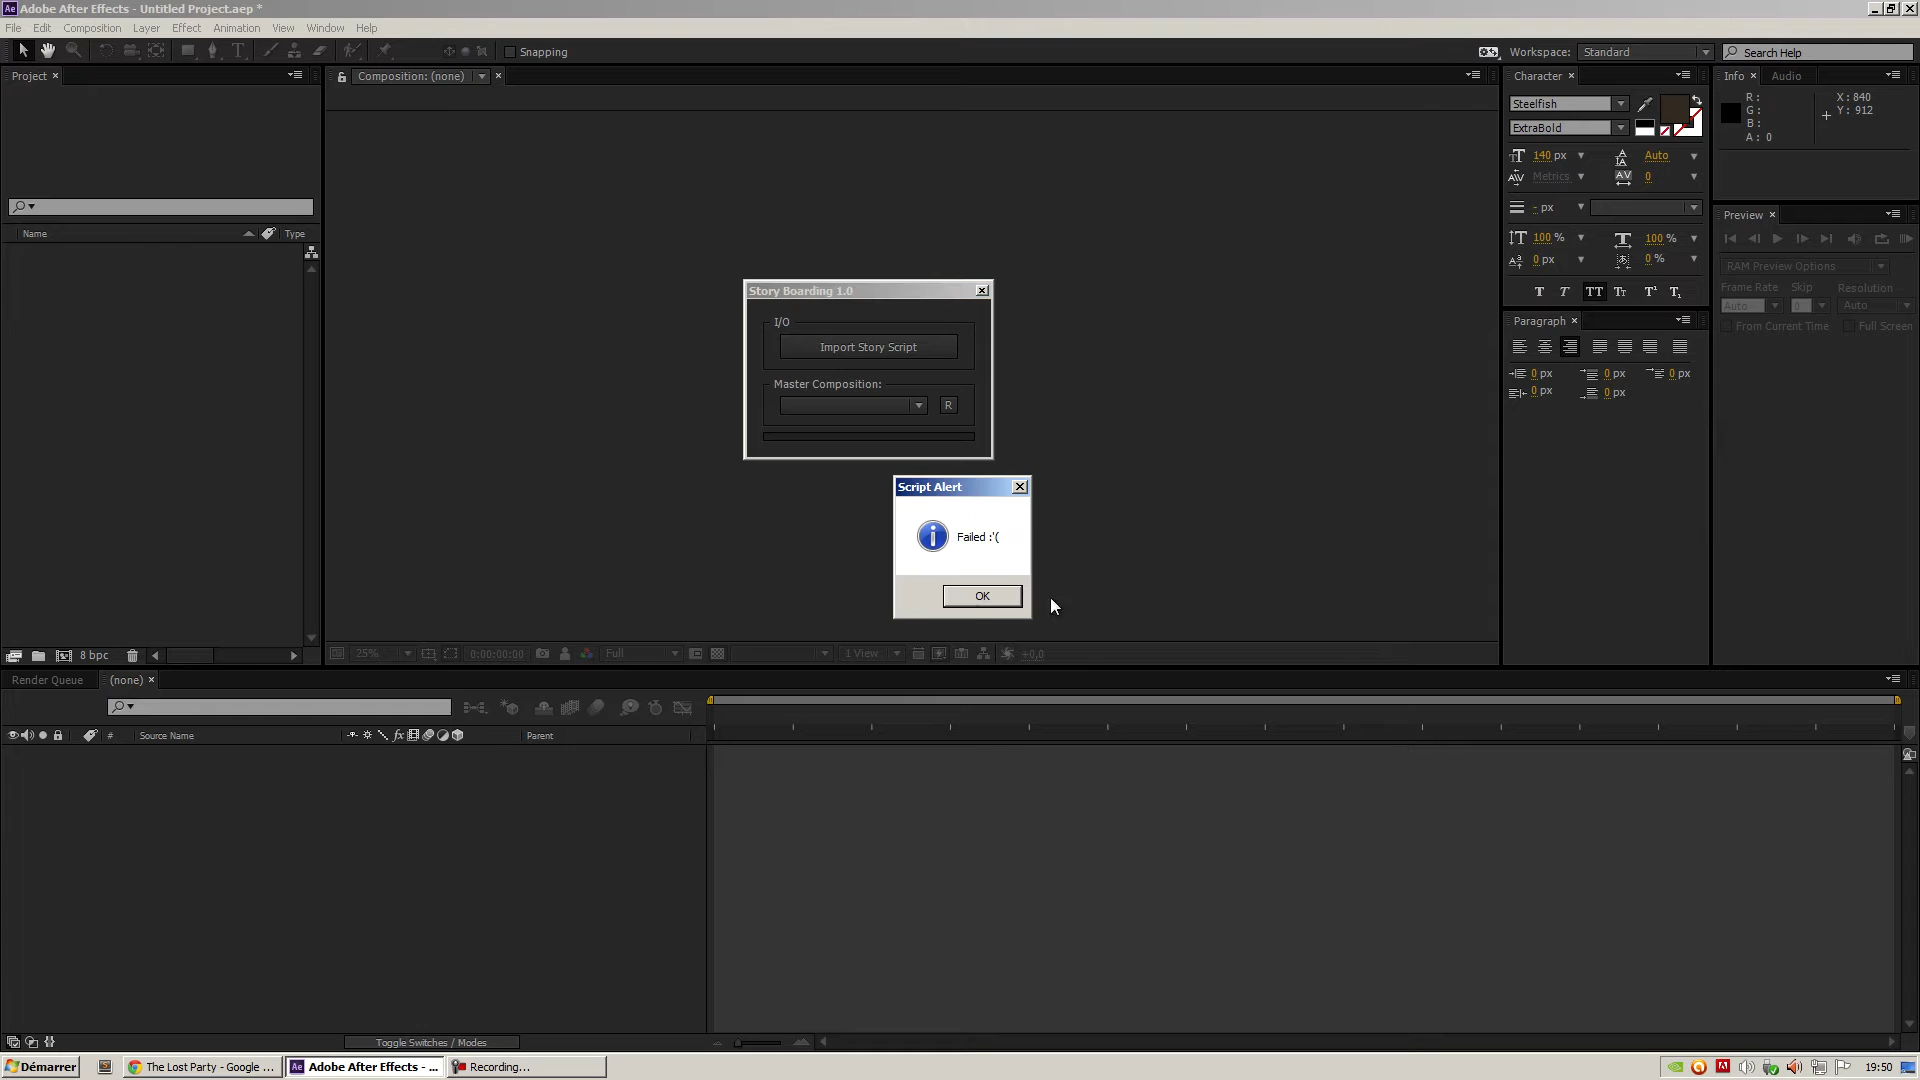 Adobe After Effects - Untitled Project.aep *
File Edit Composition Layer Effect Animation View Window Help
Snapping
Workspace: Standard
Search Help
Project
Composition: (none)
Character
Info Audio
Steelfish
ExtraBold
R :
G :
B :
A : 0
X : 840
Y : 912
140 px
Auto
Metrics
0
- px
100 %
100 %
0 px
0 %
Preview
RAM Preview Options
Frame Rate Skip Resolution
Auto 0 Auto
From Current Time Full Screen
Paragraph
0 px 0 px 0 px
0 px 0 px
Name Type
Story Boarding 1.0
I/O
Import Story Script
Master Composition:
R
Script Alert
Failed :'(
OK
8 bpc
25% 0:00:00:00 Full 1 View +0,0
Render Queue (none)
# Source Name fx Parent
Toggle Switches / Modes
Démarrer
The Lost Party - Google ...
Adobe After Effects - ...
Recording...
19:50